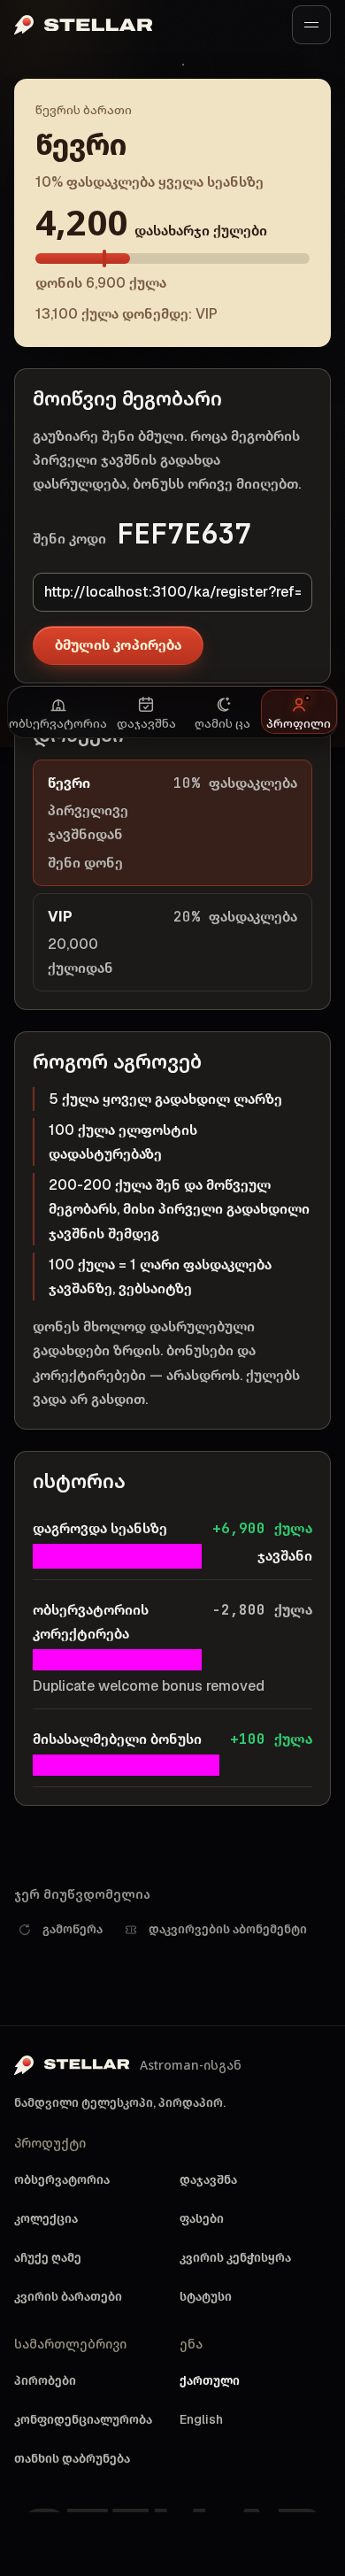 STELLAR
წევრის ბარათი
წევრი
10% ფასდაკლება ყველა სეანსზე
4,200 დასახარჯი ქულები
დონის 6,900 ქულა
13,100 ქულა დონემდე: VIP
მოიწვიე მეგობარი
გაუზიარე შენი ბმული. როცა მეგობრის
პირველი ჯავშნის გადახდა
დასრულდება, ბონუსს ორივე მიიღებთ.
შენი კოდი FEF7E637
http://localhost:3100/ka/register?ref=
ბმულის კოპირება
ობსერვატორია დაჯავშნა ღამის ცა პროფილი
წევრი 10% ფასდაკლება
პირველივე
ჯავშნიდან
შენი დონე
VIP 20% ფასდაკლება
20,000
ქულიდან
როგორ აგროვებ
5 ქულა ყოველ გადახდილ ლარზე
100 ქულა ელფოსტის
დადასტურებაზე
200-200 ქულა შენ და მოწვეულ
მეგობარს, მისი პირველი გადახდილი
ჯავშნის შემდეგ
100 ქულა = 1 ლარი ფასდაკლება
ჯავშანზე, ვებსაიტზე
დონეს მხოლოდ დასრულებული
გადახდები ზრდის. ბონუსები და
კორექტირებები — არასდროს. ქულებს
ვადა არ გასდით.
ისტორია
დაგროვდა სეანსზე +6,900 ქულა
ჯავშანი
ობსერვატორიის -2,800 ქულა
კორექტირება
Duplicate welcome bonus removed
მისასალმებელი ბონუსი +100 ქულა
ჯერ მიუწვდომელია
გამოწერა დაკვირვების აბონემენტი
STELLAR Astroman-ისგან
ნამდვილი ტელესკოპი, პირდაპირ.
პროდუქტი
ობსერვატორია დაჯავშნა
კოლექცია ფასები
აჩუქე ღამე კვირის კენჭისყრა
კვირის ბარათები სტატუსი
სამართლებრივი ენა
პირობები ქართული
კონფიდენციალურობა English
თანხის დაბრუნება